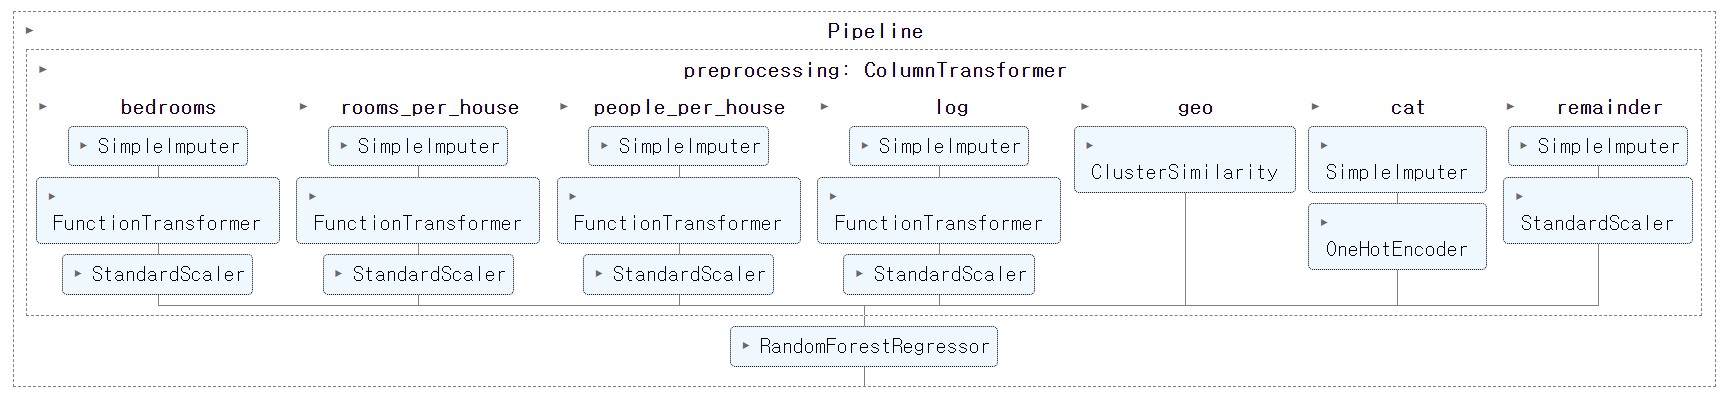 Pipeline
preprocessing: ColumnTransformer
bedrooms rooms_per_house people_per_house log geo cat remainder
SimpleImputer SimpleImputer SimpleImputer SimpleImputer ClusterSimilarity SimpleImputer SimpleImputer
FunctionTransformer FunctionTransformer FunctionTransformer FunctionTransformer OneHotEncoder StandardScaler
StandardScaler StandardScaler StandardScaler StandardScaler
RandomForestRegressor